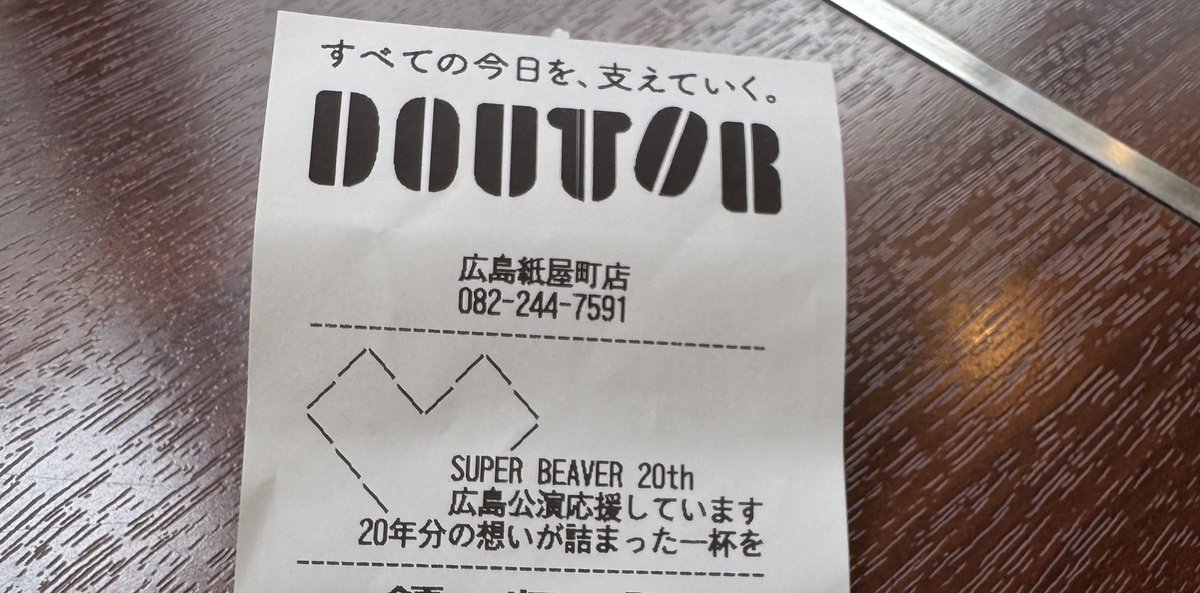 すべての今日を、支えていく。
DOUTOR
広島紙屋町店
082-244-7591
SUPER BEAVER 20th
広島公演応援しています
20年分の想いが詰まった一杯を